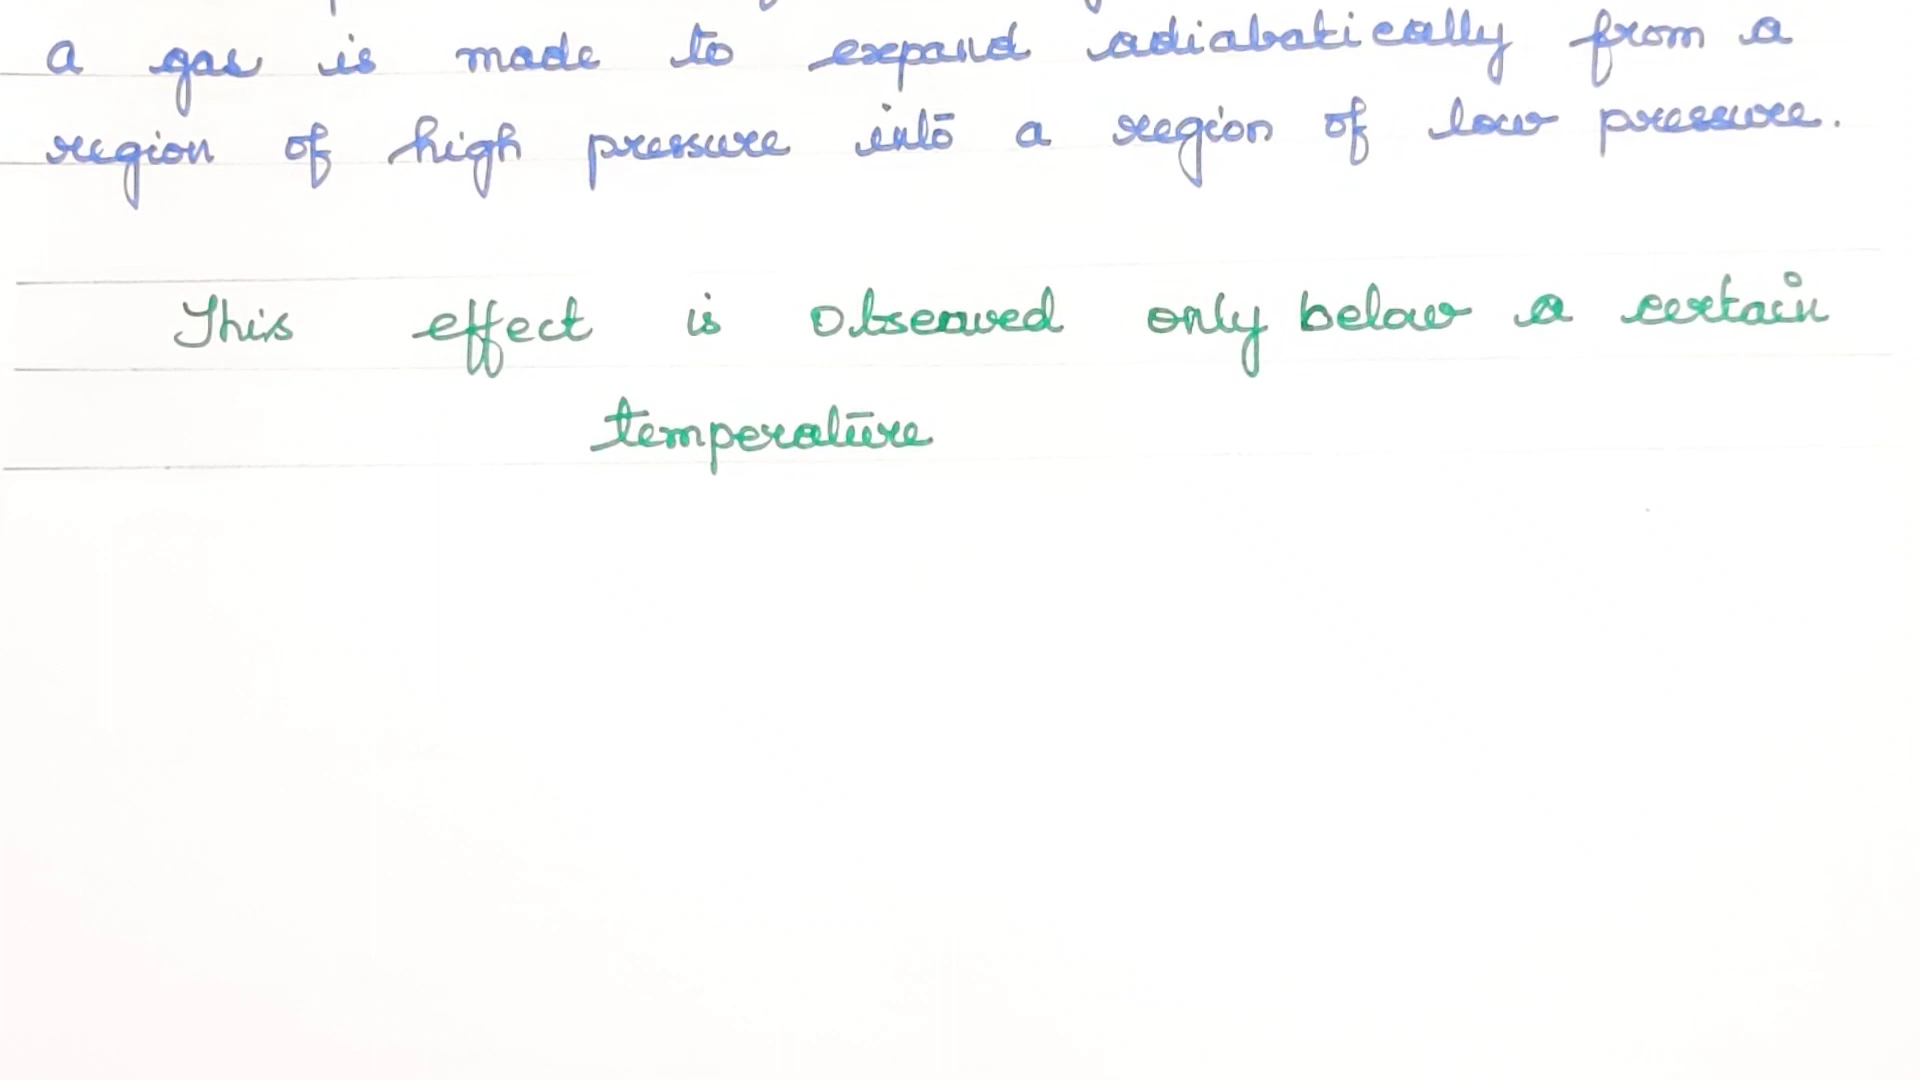 a gas is made to expand adiabatically from a
region of high pressure into a region of low pressure.
This effect is observed only below a certain
temperature